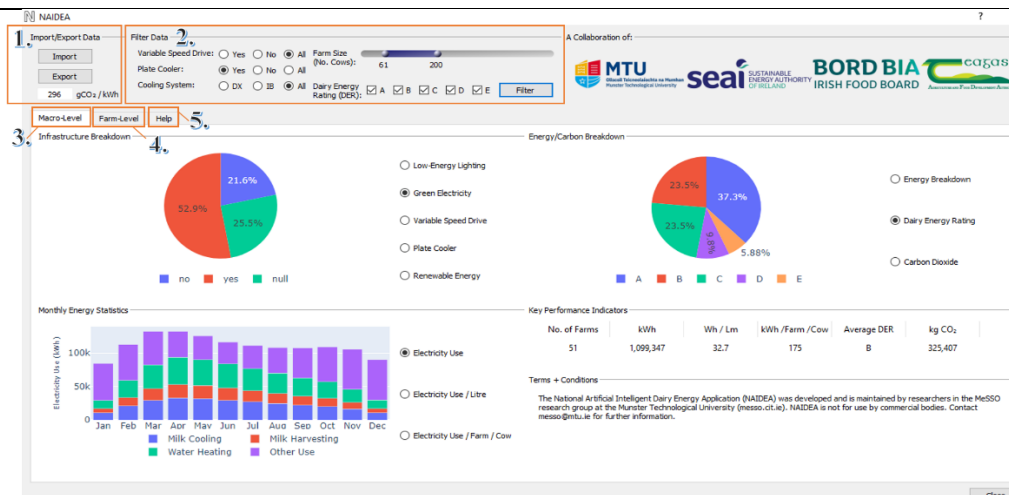 NAIDEA
?
1.
Import/Export Data
Import
Export
296 gCO₂ / kWh
Filter Data
2.
Variable Speed Drive: Yes No All
Plate Cooler: Yes No All
Cooling System: DX IB All
Farm Size
(No. Cows):
61 200
Dairy Energy
Rating (DER):
A B C D E
Filter
A Collaboration of:
MTU
Ollscoil Teicneolaíochta na Mumhan
Munster Technological University
seai
SUSTAINABLE
ENERGY AUTHORITY
OF IRELAND
BORD BIA
IRISH FOOD BOARD
eagasc
Agriculture and Food Development Authority
Macro-Level Farm-Level Help
3.
4.
5.
Infrastructure Breakdown
21.6%
52.9%
25.5%
no yes null
Low-Energy Lighting
Green Electricity
Variable Speed Drive
Plate Cooler
Renewable Energy
Energy/Carbon Breakdown
23.5%
37.3%
23.5%
9.8%
5.88%
A B C D E
Energy Breakdown
Dairy Energy Rating
Carbon Dioxide
Monthly Energy Statistics
Electricity Use (kWh)
100k
50k
0
Jan Feb Mar Apr May Jun Jul Aug Sep Oct Nov Dec
Milk Cooling Milk Harvesting
Water Heating Other Use
Electricity Use
Electricity Use / Litre
Electricity Use / Farm / Cow
Key Performance Indicators
No. of Farms kWh Wh / Lm kWh /Farm /Cow Average DER kg CO₂
51 1,099,347 32.7 175 B 325,407
Terms + Conditions
The National Artificial Intelligent Dairy Energy Application (NAIDEA) was developed and is maintained by researchers in the MeSSO
research group at the Munster Technological University (messo.cit.ie). NAIDEA is not for use by commercial bodies. Contact
messo@mtu.ie for further information.
Close